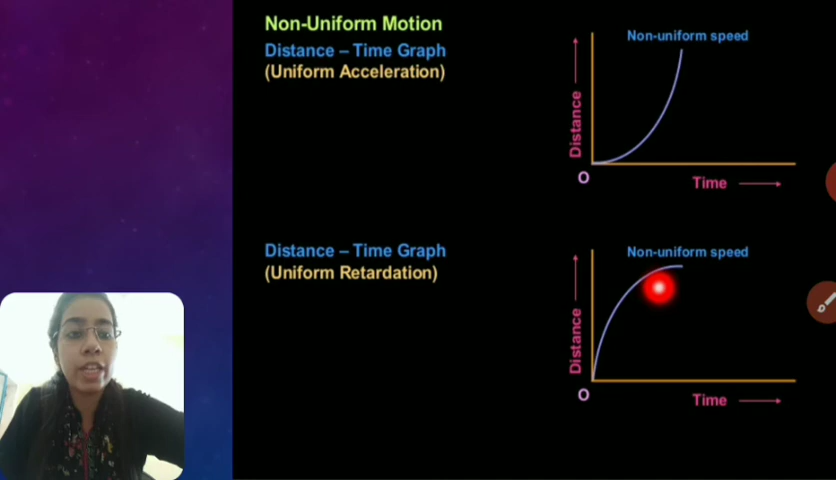 Non-Uniform Motion
Distance – Time Graph
(Uniform Acceleration)
Non-uniform speed
Distance
O
Time
Distance – Time Graph
(Uniform Retardation)
Non-uniform speed
Distance
O
Time